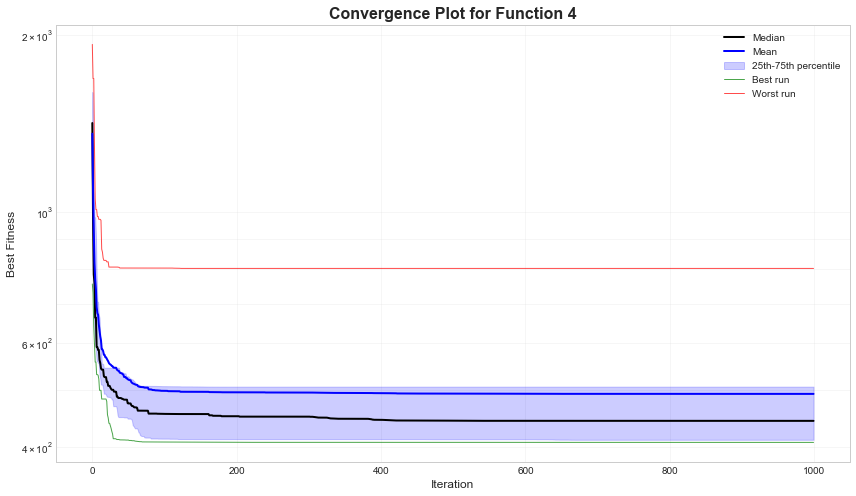 Convergence Plot for Function 4
2 × 10³
10³
6 × 10²
4 × 10²
Best Fitness
Median
Mean
25th-75th percentile
Best run
Worst run
0 200 400 600 800 1000
Iteration